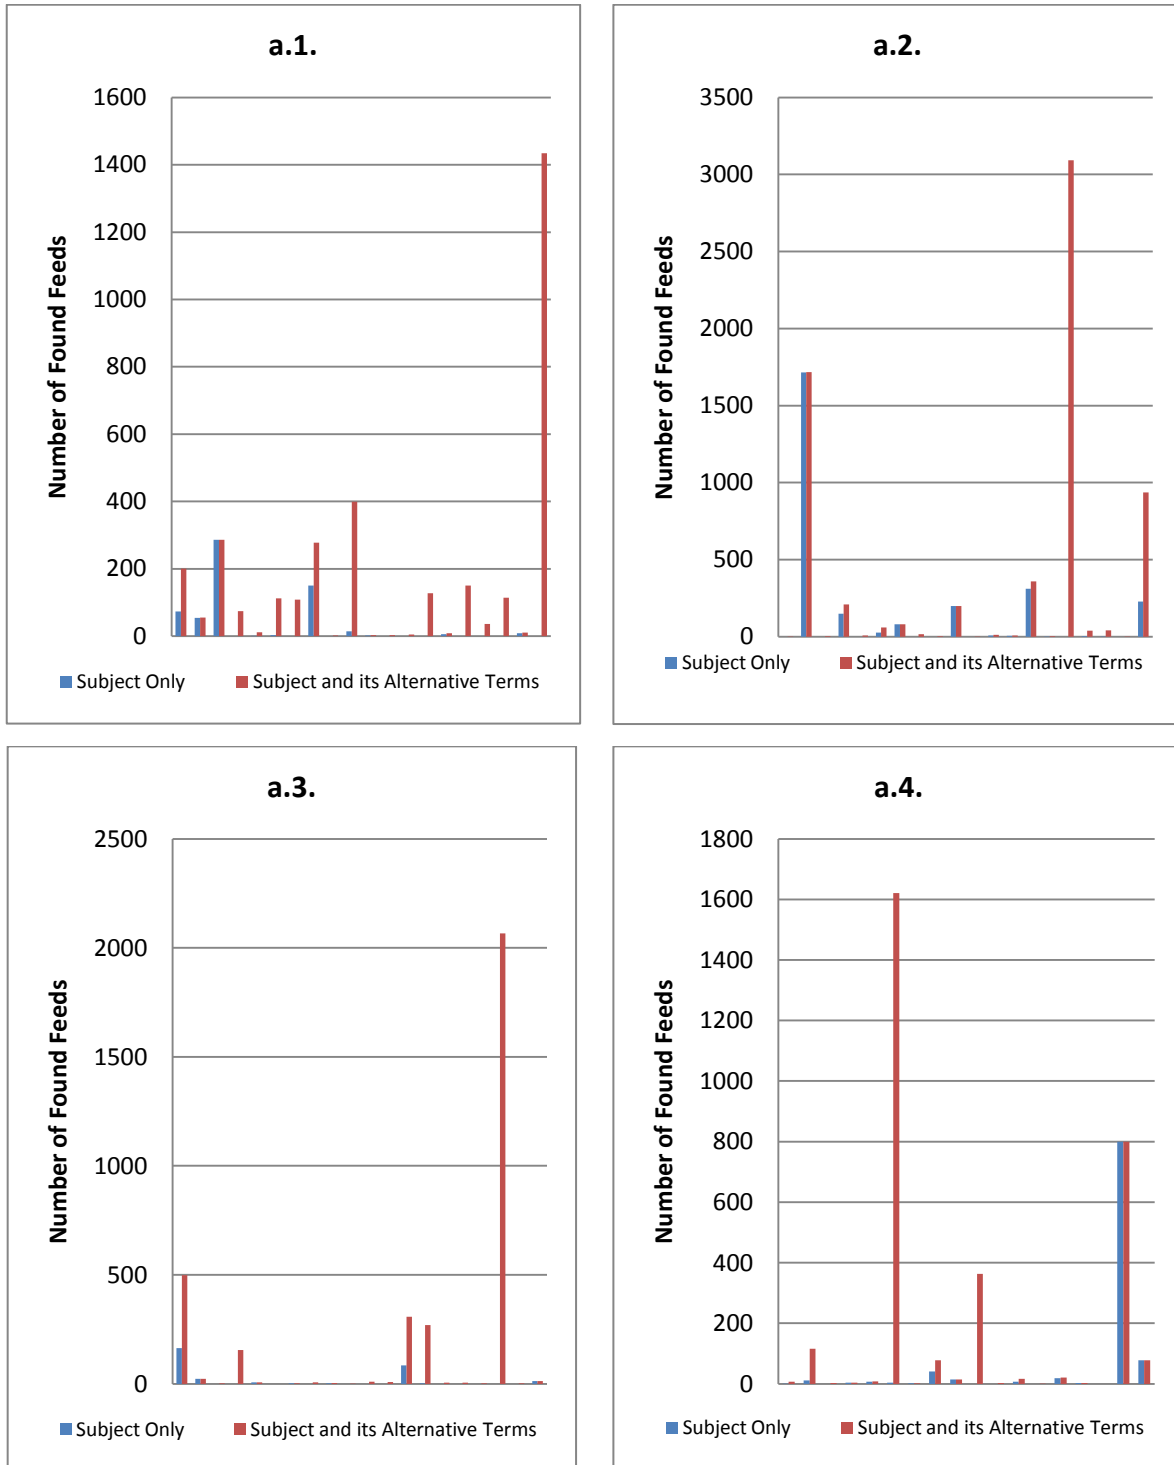 a.1.
Number of Found Feeds
1600
1400
1200
1000
800
600
400
200
0
Subject Only Subject and its Alternative Terms
a.2.
Number of Found Feeds
3500
3000
2500
2000
1500
1000
500
0
Subject Only Subject and its Alternative Terms
a.3.
Number of Found Feeds
2500
2000
1500
1000
500
0
Subject Only Subject and its Alternative Terms
a.4.
Number of Found Feeds
1800
1600
1400
1200
1000
800
600
400
200
0
Subject Only Subject and its Alternative Terms